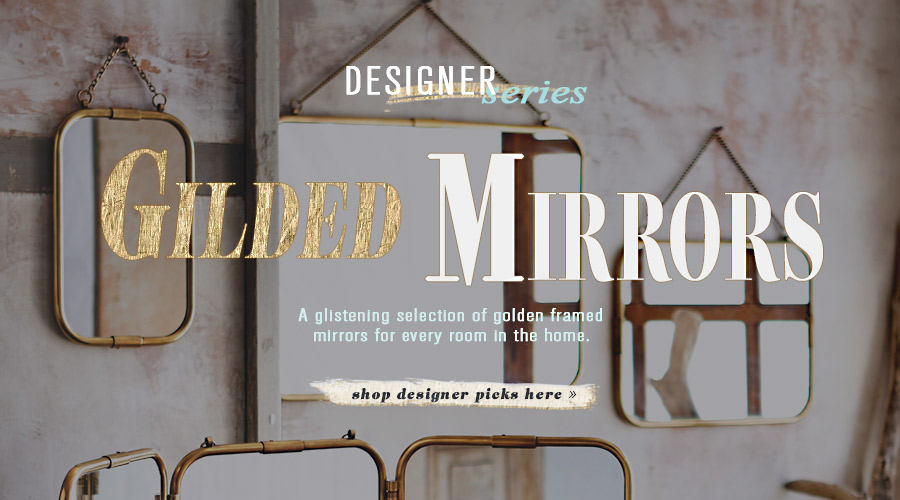 DESIGNER series
GILDED MIRRORS
A glistening selection of golden framed
mirrors for every room in the home.
shop designer picks here »